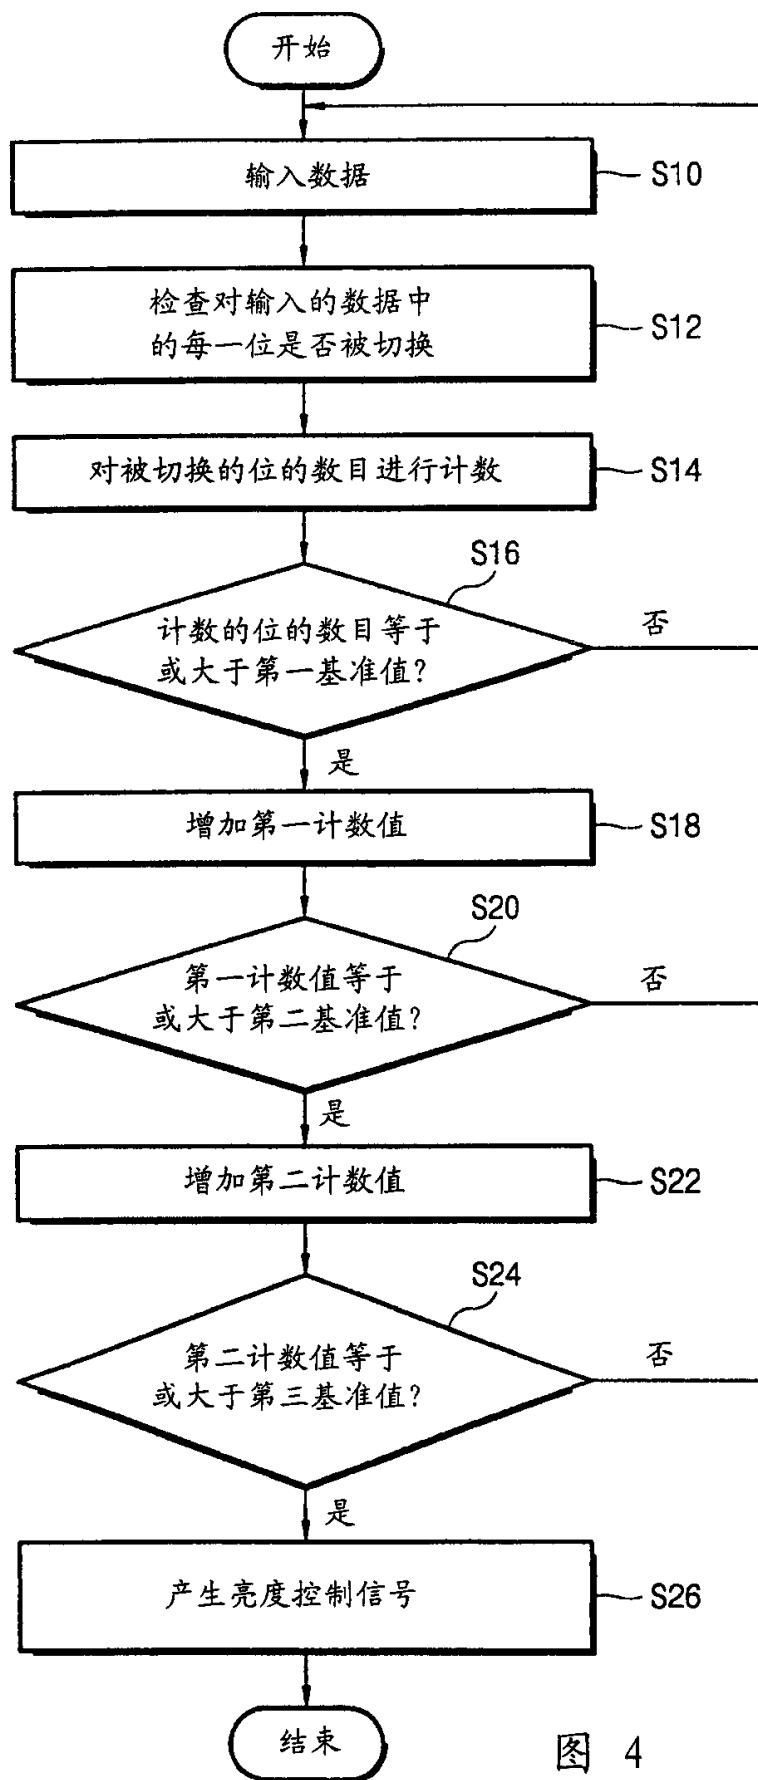 开始
输入数据
S10
检查对输入的数据中
的每一位是否被切换
S12
对被切换的位的数目进行计数
S14
S16
计数的位的数目等于
或大于第一基准值?
否
是
增加第一计数值
S18
S20
第一计数值等于
或大于第二基准值?
否
是
增加第二计数值
S22
S24
第二计数值等于
或大于第三基准值?
否
是
产生亮度控制信号
S26
结束
图 4